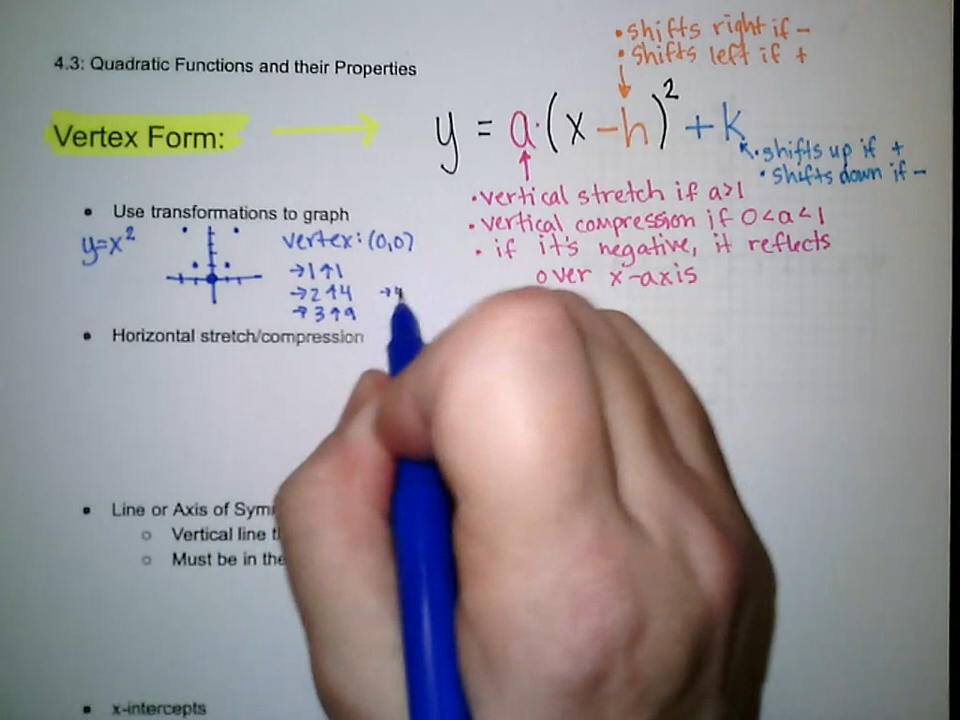 • shifts right if -
• shifts left if +
4.3: Quadratic Functions and their Properties
Vertex Form:
y = a·(x-h)² + k
• shifts up if +
• shifts down if -
• vertical stretch if a>1
• vertical compression if 0<a<1
• if it's negative, it reflects
over x-axis
• Use transformations to graph
y=x²
vertex: (0,0)
→1↑1
→2↑4
→3↑9
→4
• Horizontal stretch/compression
• Line or Axis of
o Vertical line
o Must be in the
• x-intercepts